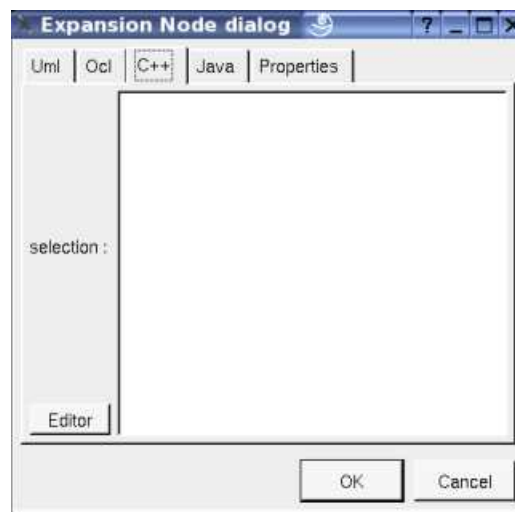 Expansion Node dialog ? _
Uml Ocl C++ Java Properties
selection :
Editor
OK Cancel